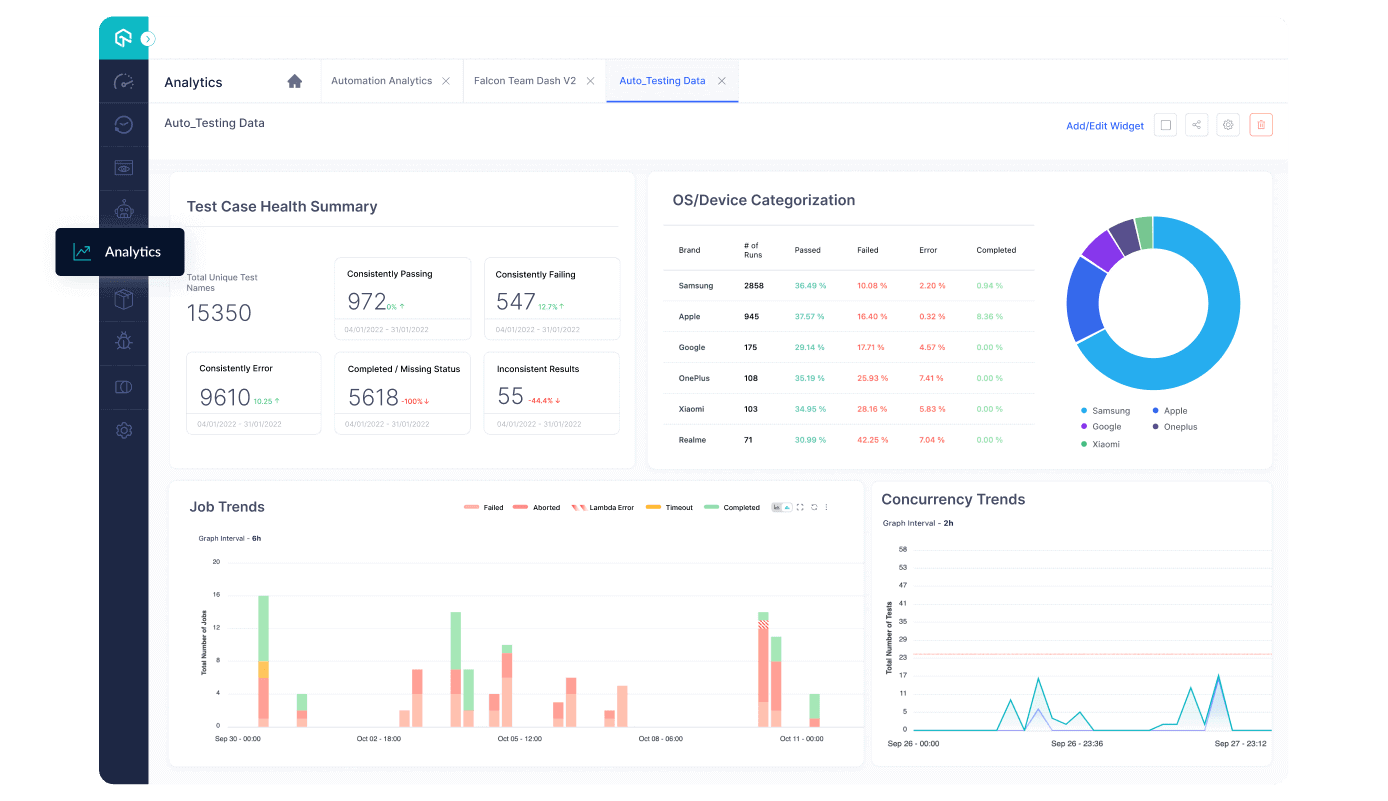 Analytics
Automation Analytics
Falcon Team Dash V2
Auto_Testing Data
Auto_Testing Data
Add/Edit Widget
Analytics
Test Case Health Summary
Total Unique Test
Names
15350
Consistently Passing
972 0% ↑
04/01/2022 - 31/01/2022
Consistently Failing
547 12.7% ↑
04/01/2022 - 31/01/2022
Consistently Error
9610 10.25 ↑
04/01/2022 - 31/01/2022
Completed / Missing Status
5618 -100% ↓
04/01/2022 - 31/01/2022
Inconsistent Results
55 -44.4% ↓
04/01/2022 - 31/01/2022
OS/Device Categorization
Brand # of Runs Passed Failed Error Completed
Samsung 2858 36.49 % 10.08 % 2.20 % 0.94 %
Apple 945 37.57 % 16.40 % 0.32 % 8.36 %
Google 175 29.14 % 17.71 % 4.57 % 0.00 %
OnePlus 108 35.19 % 25.93 % 7.41 % 0.00 %
Xiaomi 103 34.95 % 28.16 % 5.83 % 0.00 %
Realme 71 30.99 % 42.25 % 7.04 % 0.00 %
Samsung Apple
Google Oneplus
Xiaomi
Job Trends
Failed Aborted Lambda Error Timeout Completed
Graph Interval - 6h
Total Number of Jobs
20
16
12
8
4
0
Sep 30 - 00:00 Oct 02 - 18:00 Oct 05 - 12:00 Oct 08 - 06:00 Oct 11 - 00:00
Concurrency Trends
Graph Interval - 2h
Total Number of Tests
58
53
47
41
35
29
23
17
11
5
0
Sep 26 - 00:00 Sep 26 - 23:36 Sep 27 - 23:12